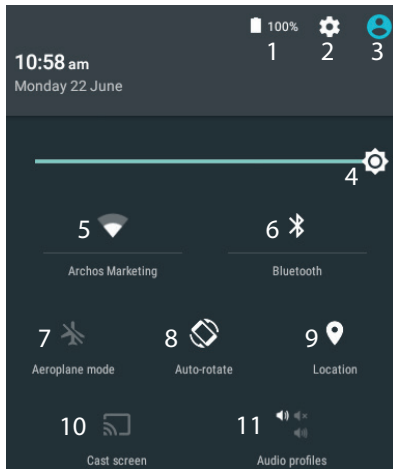 100%
1 2 3
10:58 am
Monday 22 June
4
5 6
Archos Marketing Bluetooth
7 8 9
Aeroplane mode Auto-rotate Location
10 11
Cast screen Audio profiles